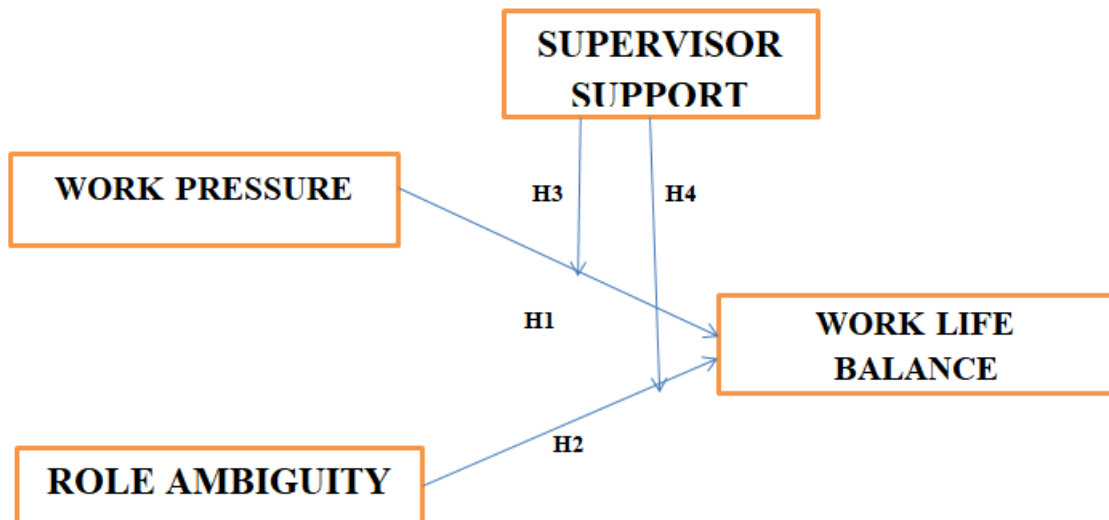 SUPERVISOR
SUPPORT
WORK PRESSURE
H3
H4
H1
WORK LIFE
BALANCE
H2
ROLE AMBIGUITY